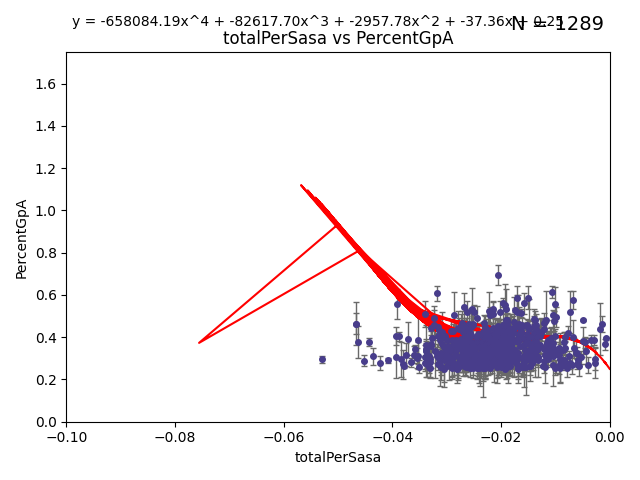 y = -658084.19x^4 + -82617.70x^3 + -2957.78x^2 + -37.36x + 0.25
N = 1289
totalPerSasa vs PercentGpA
PercentGpA
1.6
1.4
1.2
1.0
0.8
0.6
0.4
0.2
0.0
−0.10 −0.08 −0.06 −0.04 −0.02 0.00
totalPerSasa